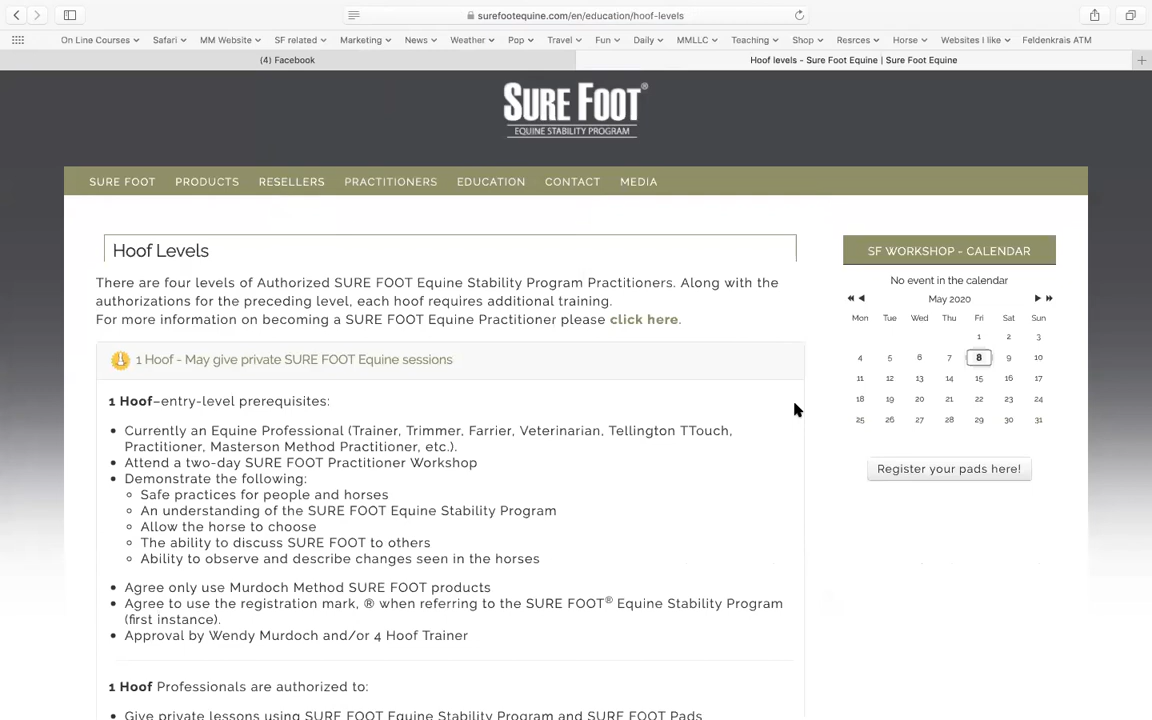 surefootequine.com/en/education/hoof-levels
On Line Courses Safari MM Website SF related Marketing News Weather Pop Travel Fun Daily MMLLC Teaching Shop Resrces Horse Websites I like Feldenkrais ATM
(4) Facebook Hoof levels - Sure Foot Equine | Sure Foot Equine
SURE FOOT®
EQUINE STABILITY PROGRAM
SURE FOOT PRODUCTS RESELLERS PRACTITIONERS EDUCATION CONTACT MEDIA
Hoof Levels
There are four levels of Authorized SURE FOOT Equine Stability Program Practitioners. Along with the
authorizations for the preceding level, each hoof requires additional training.
For more information on becoming a SURE FOOT Equine Practitioner please click here.
1 Hoof - May give private SURE FOOT Equine sessions
1 Hoof–entry-level prerequisites:
Currently an Equine Professional (Trainer, Trimmer, Farrier, Veterinarian, Tellington TTouch,
Practitioner, Masterson Method Practitioner, etc.).
Attend a two-day SURE FOOT Practitioner Workshop
Demonstrate the following:
Safe practices for people and horses
An understanding of the SURE FOOT Equine Stability Program
Allow the horse to choose
The ability to discuss SURE FOOT to others
Ability to observe and describe changes seen in the horses
Agree only use Murdoch Method SURE FOOT products
Agree to use the registration mark, ® when referring to the SURE FOOT® Equine Stability Program
(first instance).
Approval by Wendy Murdoch and/or 4 Hoof Trainer
1 Hoof Professionals are authorized to:
Give private lessons using SURE FOOT Equine Stability Program and SURE FOOT Pads
SF WORKSHOP - CALENDAR
No event in the calendar
May 2020
Mon Tue Wed Thu Fri Sat Sun
1 2 3
4 5 6 7 8 9 10
11 12 13 14 15 16 17
18 19 20 21 22 23 24
25 26 27 28 29 30 31
Register your pads here!